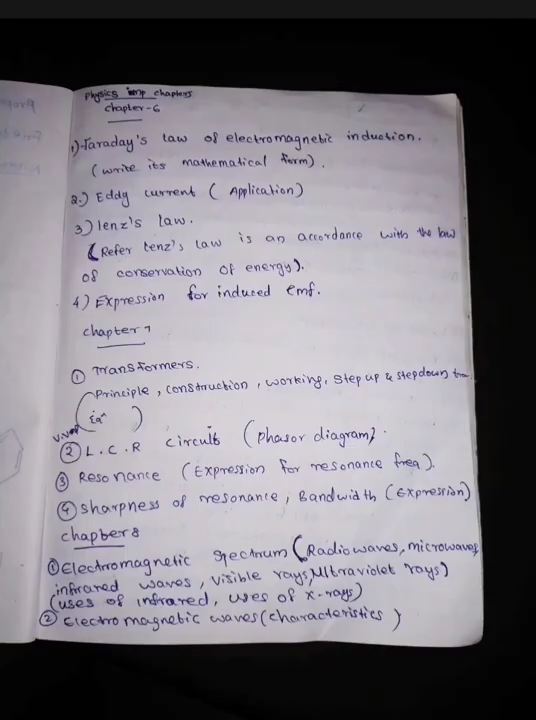 Physics imp chapters
Chapter-6
1) Faraday's law of electromagnetic induction.
(write its mathematical form).
2.) Eddy current ( Application)
3) lenz's law.
(Refer lenz's law is an accordance with the law
of conservation of energy).
4) Expression for induced emf.
chapter 7
① Transformers.
(Principle, construction, working, step up & stepdown
Eqn )
v.v.imp
② L.C.R circuit (phasor diagram).
③ Resonance (Expression for resonance freq).
④ Sharpness of resonance, Bandwidth (Expression)
chapter 8
① Electromagnetic spectrum (Radiowaves, microwaves,
infrared waves, visible rays, Ultraviolet rays)
(uses of infrared, uses of x-rays)
② Electromagnetic waves (characteristics )